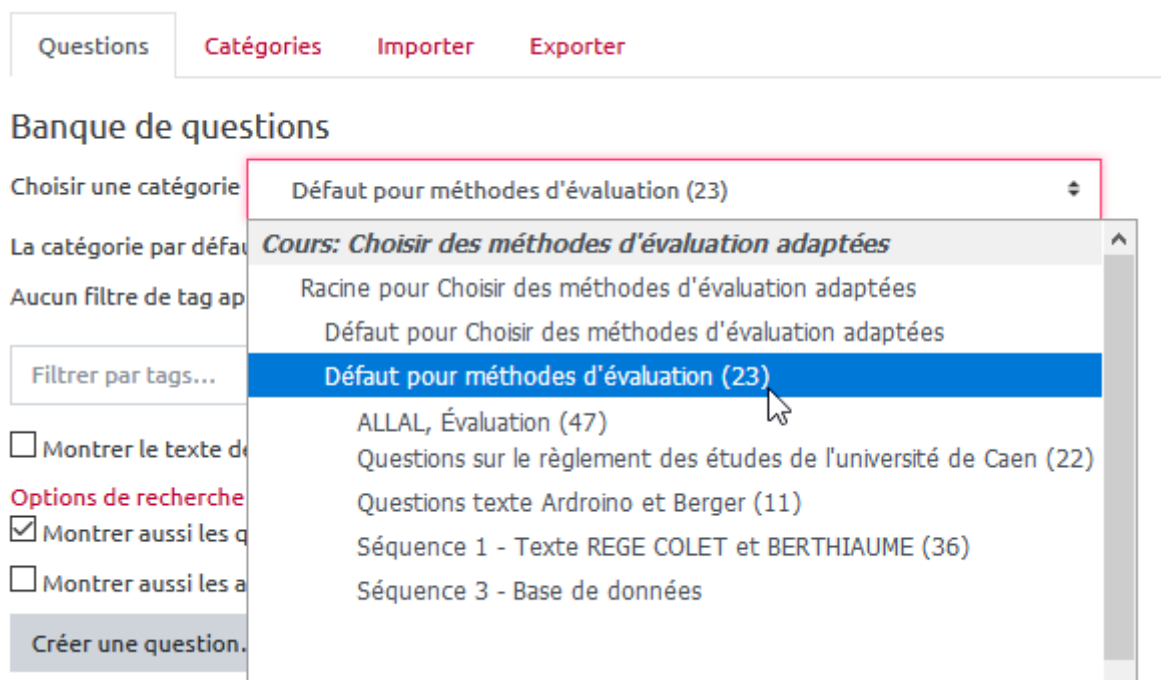 Questions Catégories Importer Exporter
Banque de questions
Choisir une catégorie Défaut pour méthodes d'évaluation (23)
La catégorie par Cours: Choisir des méthodes d'évaluation adaptées
Aucun filtre de tag Racine pour Choisir des méthodes d'évaluation adaptées
Défaut pour Choisir des méthodes d'évaluation adaptées
Filtrer par tags... Défaut pour méthodes d'évaluation (23)
ALLAL, Évaluation (47)
Montrer le texte Questions sur le règlement des études de l'université de Caen (22)
Options de recherche Questions texte Ardroino et Berger (11)
Montrer aussi les Séquence 1 - Texte REGE COLET et BERTHIAUME (36)
Montrer aussi les Séquence 3 - Base de données
Créer une question.